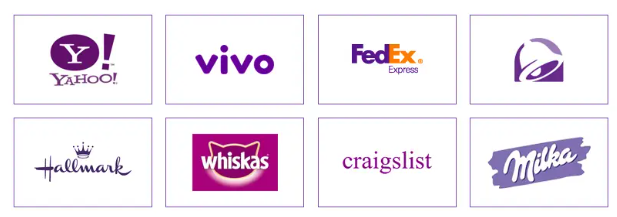 Y!
YAHOO!
vivo
FedEx
Express
Hallmark
whiskas
craigslist
Milka